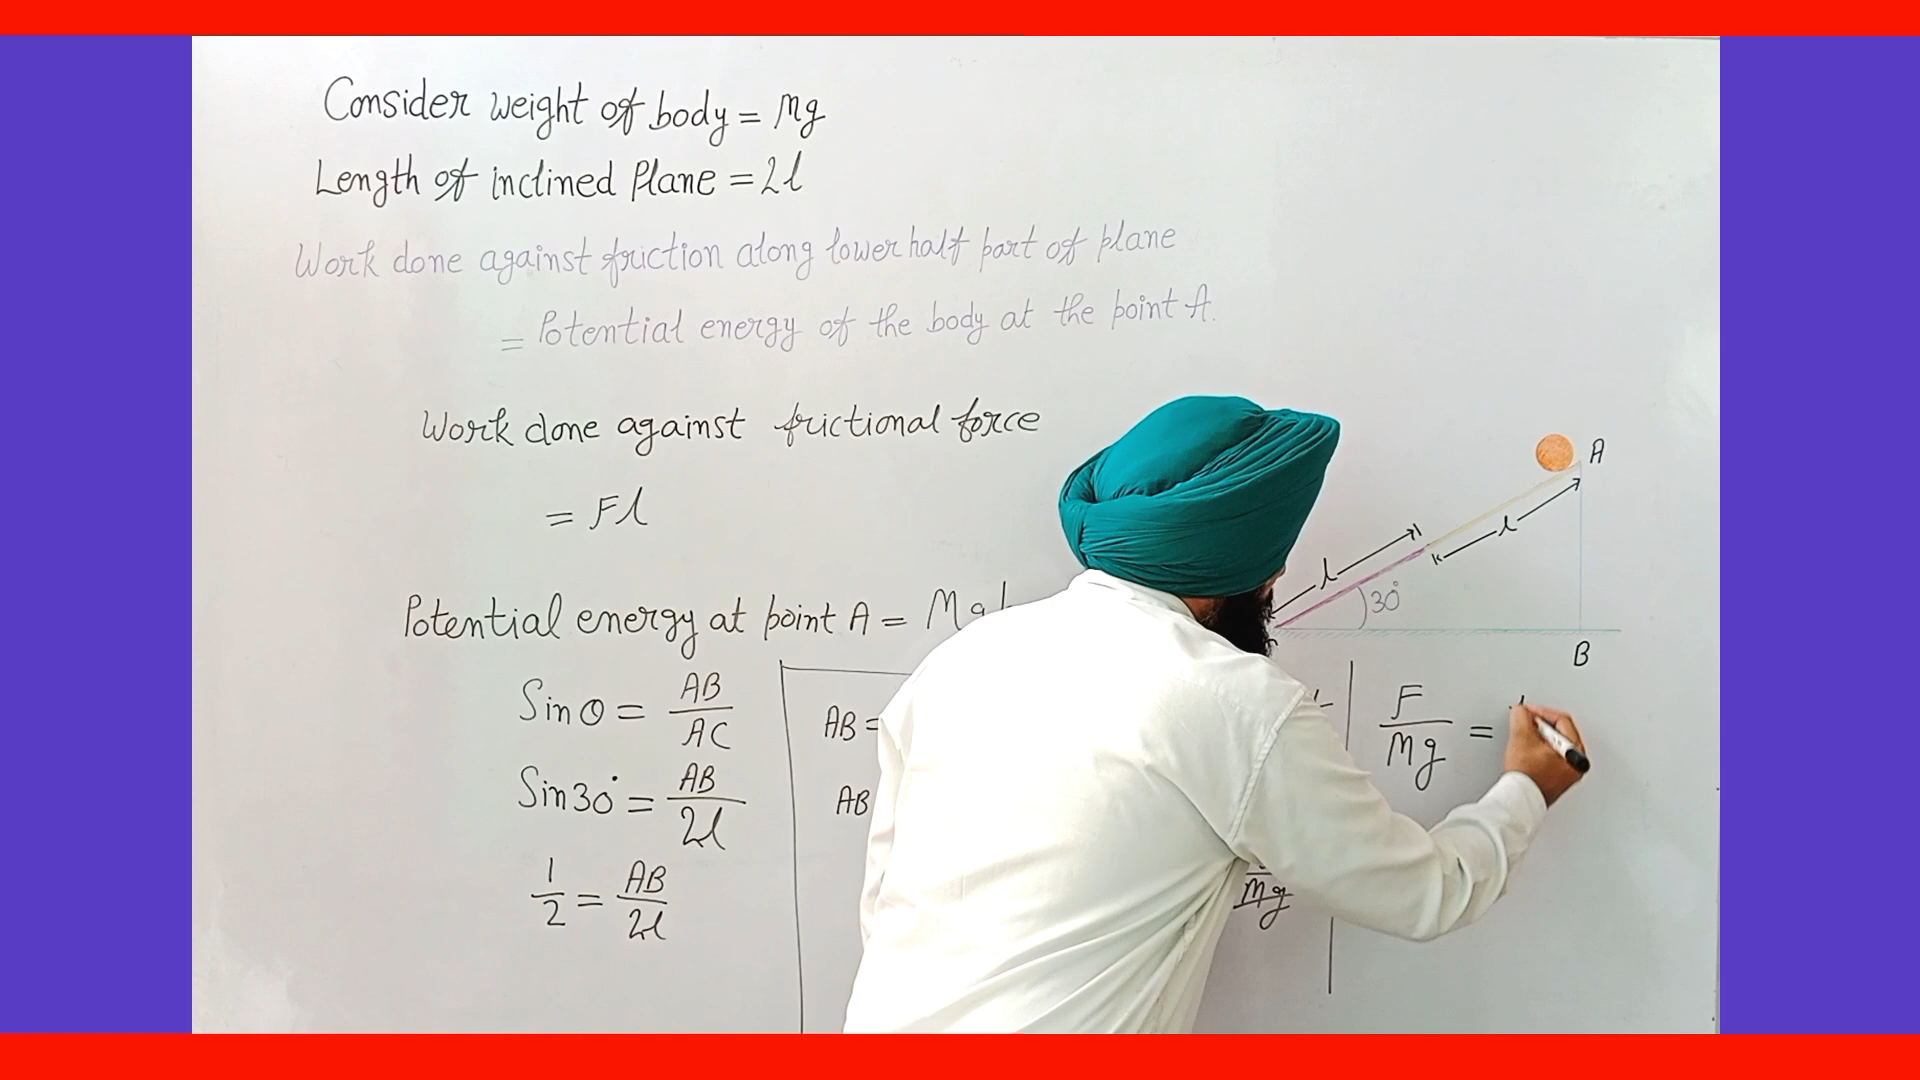 Consider weight of body = Mg
Length of inclined Plane = 2l
Work done against friction along lower half part of plane
= Potential energy of the body at the point A.
Work done against frictional force
= Fl
Potential energy at point A = Mg
Sin θ = AB/AC
Sin 30° = AB/2l
1/2 = AB/2l
AB =
AB
Mg
F/Mg =
A
l
l
30°
B